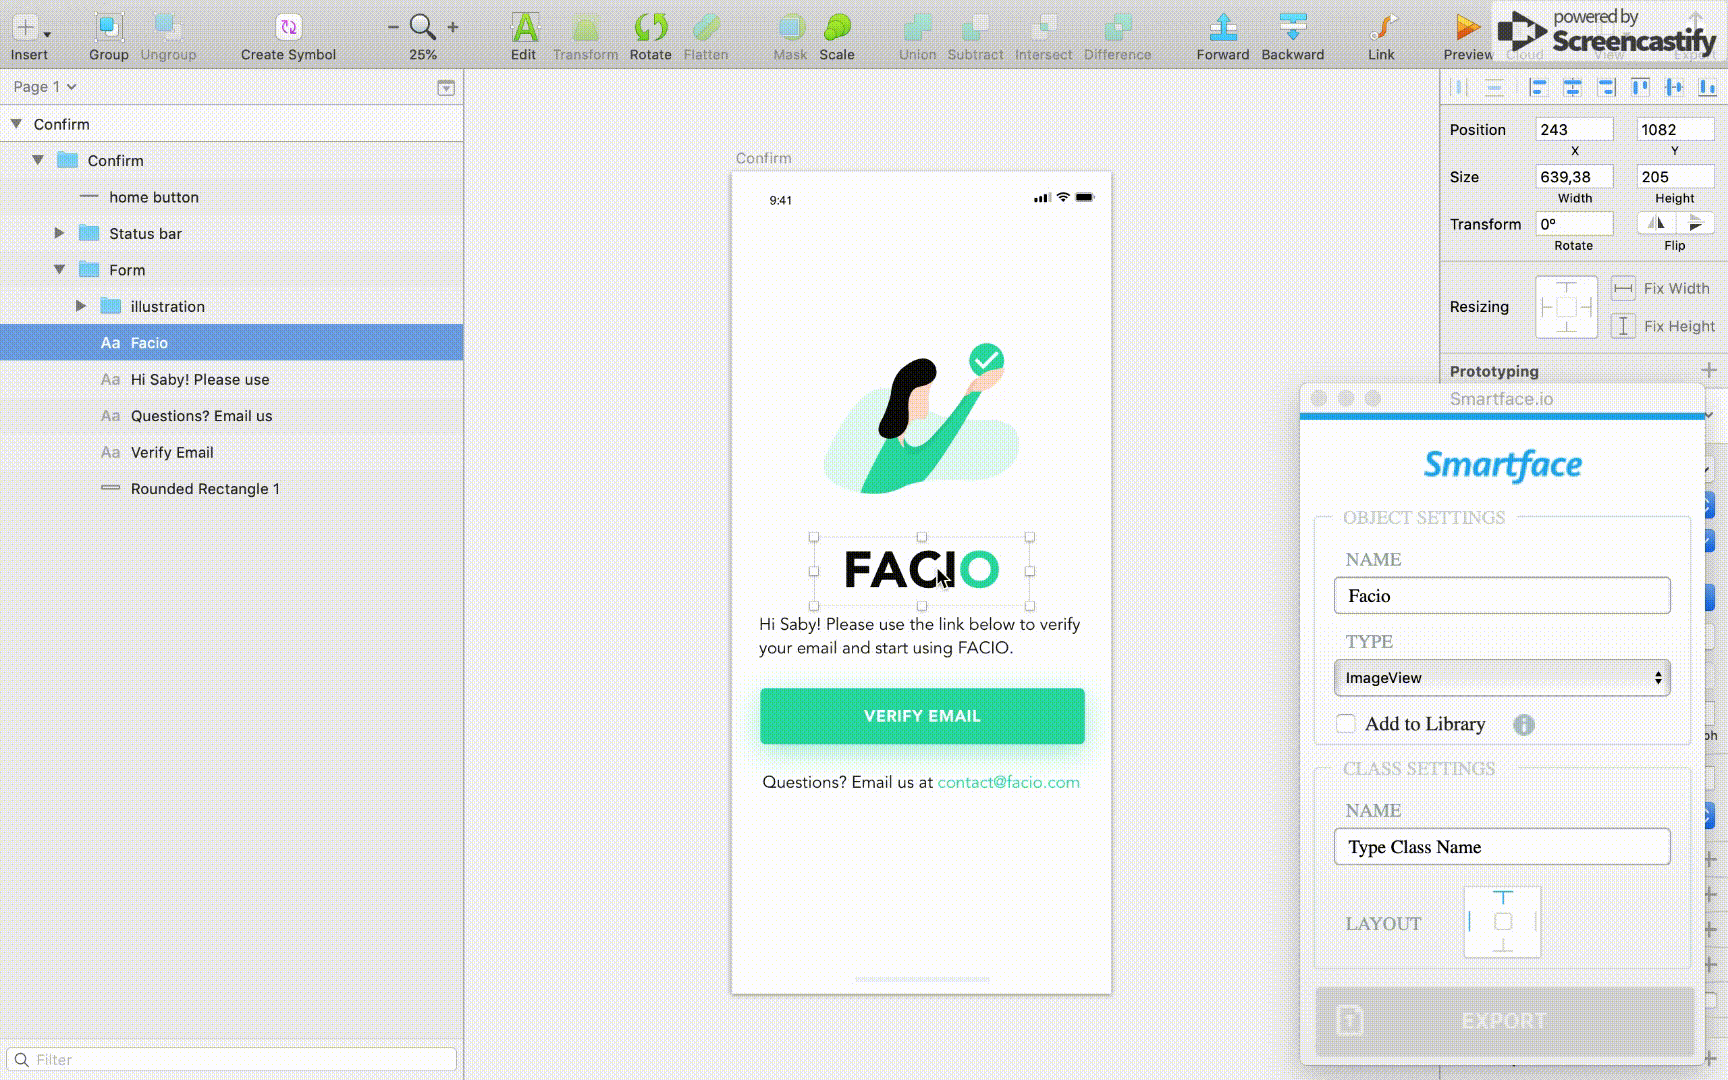 Insert
Group
Ungroup
Create Symbol
25%
Edit
Transform
Rotate
Flatten
Mask
Scale
Union
Subtract
Intersect
Difference
Forward
Backward
Link
Preview
Cloud
View
powered by
Screencastify
Page 1
Confirm
Confirm
home button
Status bar
Form
illustration
Aa Facio
Aa Hi Saby! Please use
Aa Questions? Email us
Aa Verify Email
Rounded Rectangle 1
Filter
Confirm
9:41
FACIO
Hi Saby! Please use the link below to verify
your email and start using FACIO.
VERIFY EMAIL
Questions? Email us at contact@facio.com
Position 243 1082
X Y
Size 639,38 205
Width Height
Transform 0º
Rotate Flip
Resizing
Fix Width
Fix Height
Prototyping
Smartface.io
Smartface
OBJECT SETTINGS
NAME
Facio
TYPE
ImageView
Add to Library
CLASS SETTINGS
NAME
Type Class Name
LAYOUT
EXPORT